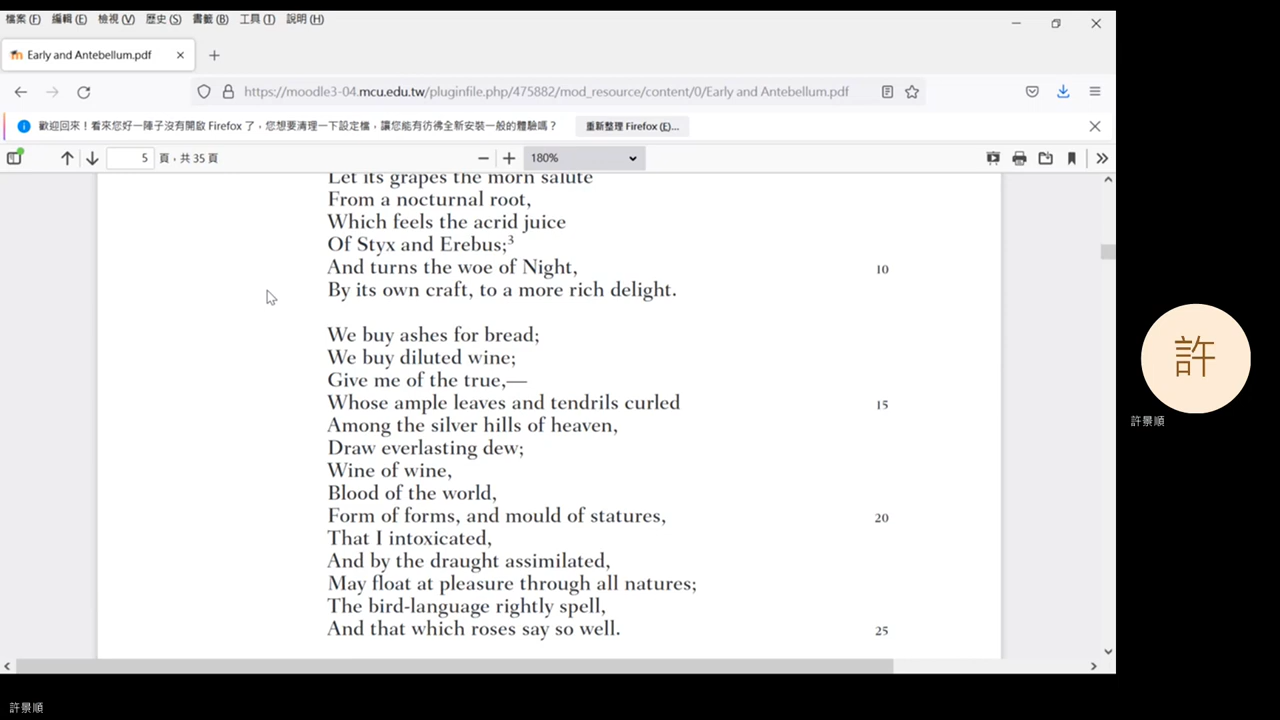 檔案(F) 編輯(E) 檢視(V) 歷史(S) 書籤(B) 工具(T) 說明(H)
Early and Antebellum.pdf
https://moodle3-04.mcu.edu.tw/pluginfile.php/475882/mod_resource/content/0/Early and Antebellum.pdf
歡迎回來！看來您好一陣子沒有開啟 Firefox 了，您想要清理一下設定檔，讓您能有彷彿全新安裝一般的體驗嗎？ 重新整理 Firefox (E)...
5 頁，共 35 頁 180%
Let its grapes the morn salute
From a nocturnal root,
Which feels the acrid juice
Of Styx and Erebus;3
And turns the woe of Night, 10
By its own craft, to a more rich delight.
We buy ashes for bread;
We buy diluted wine;
Give me of the true,—
Whose ample leaves and tendrils curled 15
Among the silver hills of heaven,
Draw everlasting dew;
Wine of wine,
Blood of the world,
Form of forms, and mould of statures, 20
That I intoxicated,
And by the draught assimilated,
May float at pleasure through all natures;
The bird-language rightly spell,
And that which roses say so well. 25
許
許景順
許景順